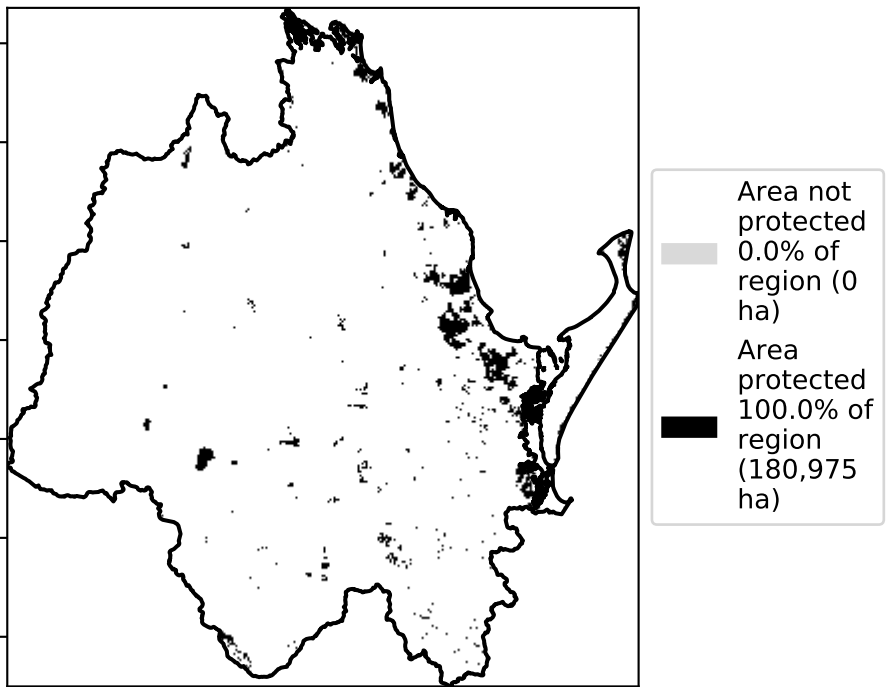 Area not
protected
0.0% of
region (0
ha)
Area
protected
100.0% of
region
(180,975
ha)